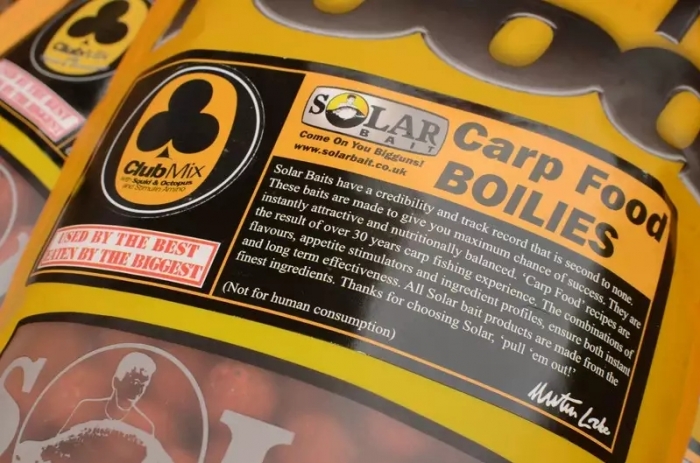 ClubMix
ClubMix
with Squid & Octopus
and Stimulin Amino
USED BY THE BEST
EATEN BY THE BIGGEST
SOLAR
BAIT
Come On You Bigguns!
www.solarbait.co.uk
Carp Food
BOILIES
Solar Baits have a credibility and track record that is second to none.
These baits are made to give you maximum chance of success. They are
instantly attractive and nutritionally balanced. 'Carp Food' recipes are
the result of over 30 years carp fishing experience. The combinations of
flavours, appetite stimulators and ingredient profiles, ensure both instant
and long term effectiveness. All Solar bait products are made from the
finest ingredients. Thanks for choosing Solar, 'pull 'em out!'
(Not for human consumption)
Martin Locke
SOL